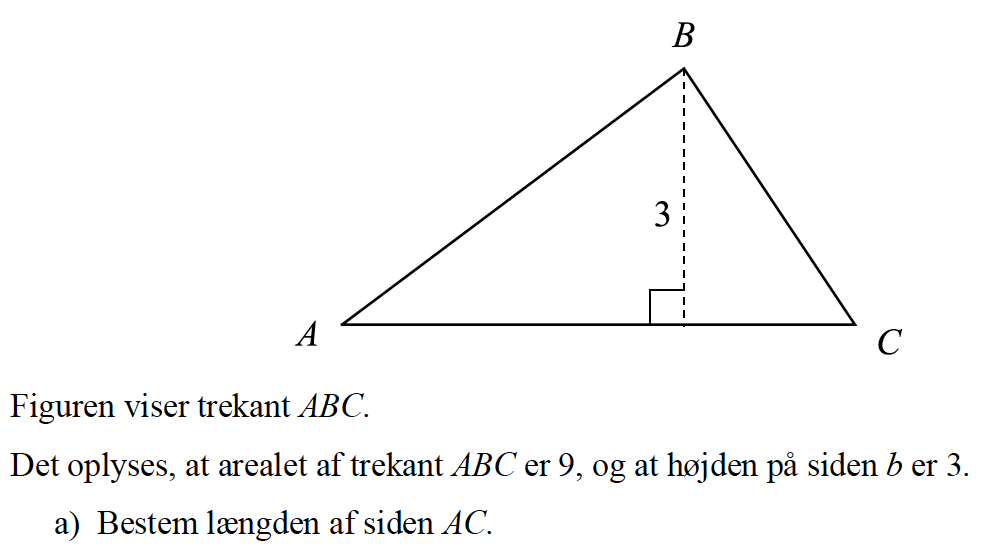 B
3
A
C
Figuren viser trekant ABC.
Det oplyses, at arealet af trekant ABC er 9, og at højden på siden b er 3.
a) Bestem længden af siden AC.